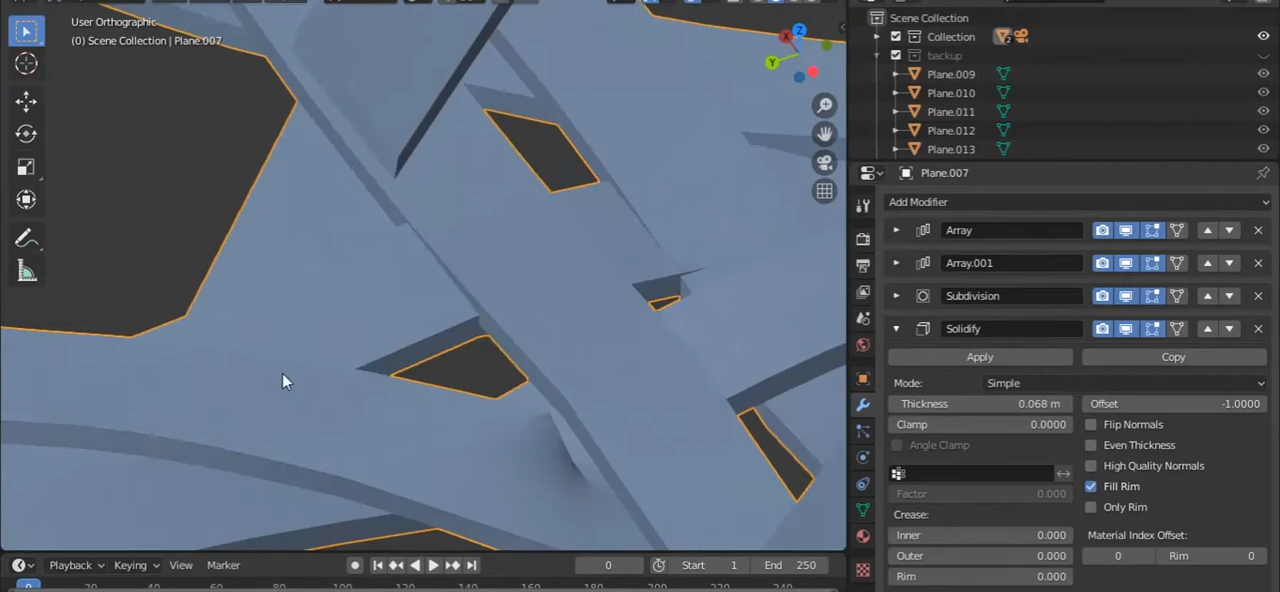 User Orthographic
(0) Scene Collection | Plane.007
X
Y
Z
Scene Collection
Collection
2
backup
Plane.009
Plane.010
Plane.011
Plane.012
Plane.013
Plane.007
Add Modifier
Array
Array.001
Subdivision
Solidify
Apply
Copy
Mode:
Simple
Thickness
0.068 m
Offset
-1.0000
Clamp
0.0000
Flip Normals
Angle Clamp
Even Thickness
High Quality Normals
Factor
0.000
Fill Rim
Crease:
Only Rim
Inner
0.000
Material Index Offset:
Outer
0.000
0
Rim
0
Rim
0.000
Playback
Keying
View
Marker
0
Start
1
End
250